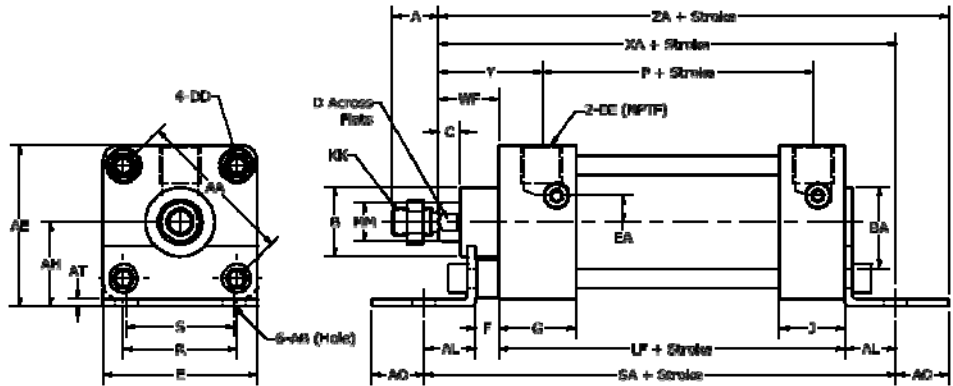 A
ZA + Stroke
XA + Stroke
Y
P + Stroke
4-DD
D Across
Flats
WF
2-EE (NPTF)
C
KK
AA
AE
B
MM
EA
BA
AH
AT
S
6-AB (Hole)
F
G
J
R
AL
LF + Stroke
AL
E
AO
SA + Stroke
AO